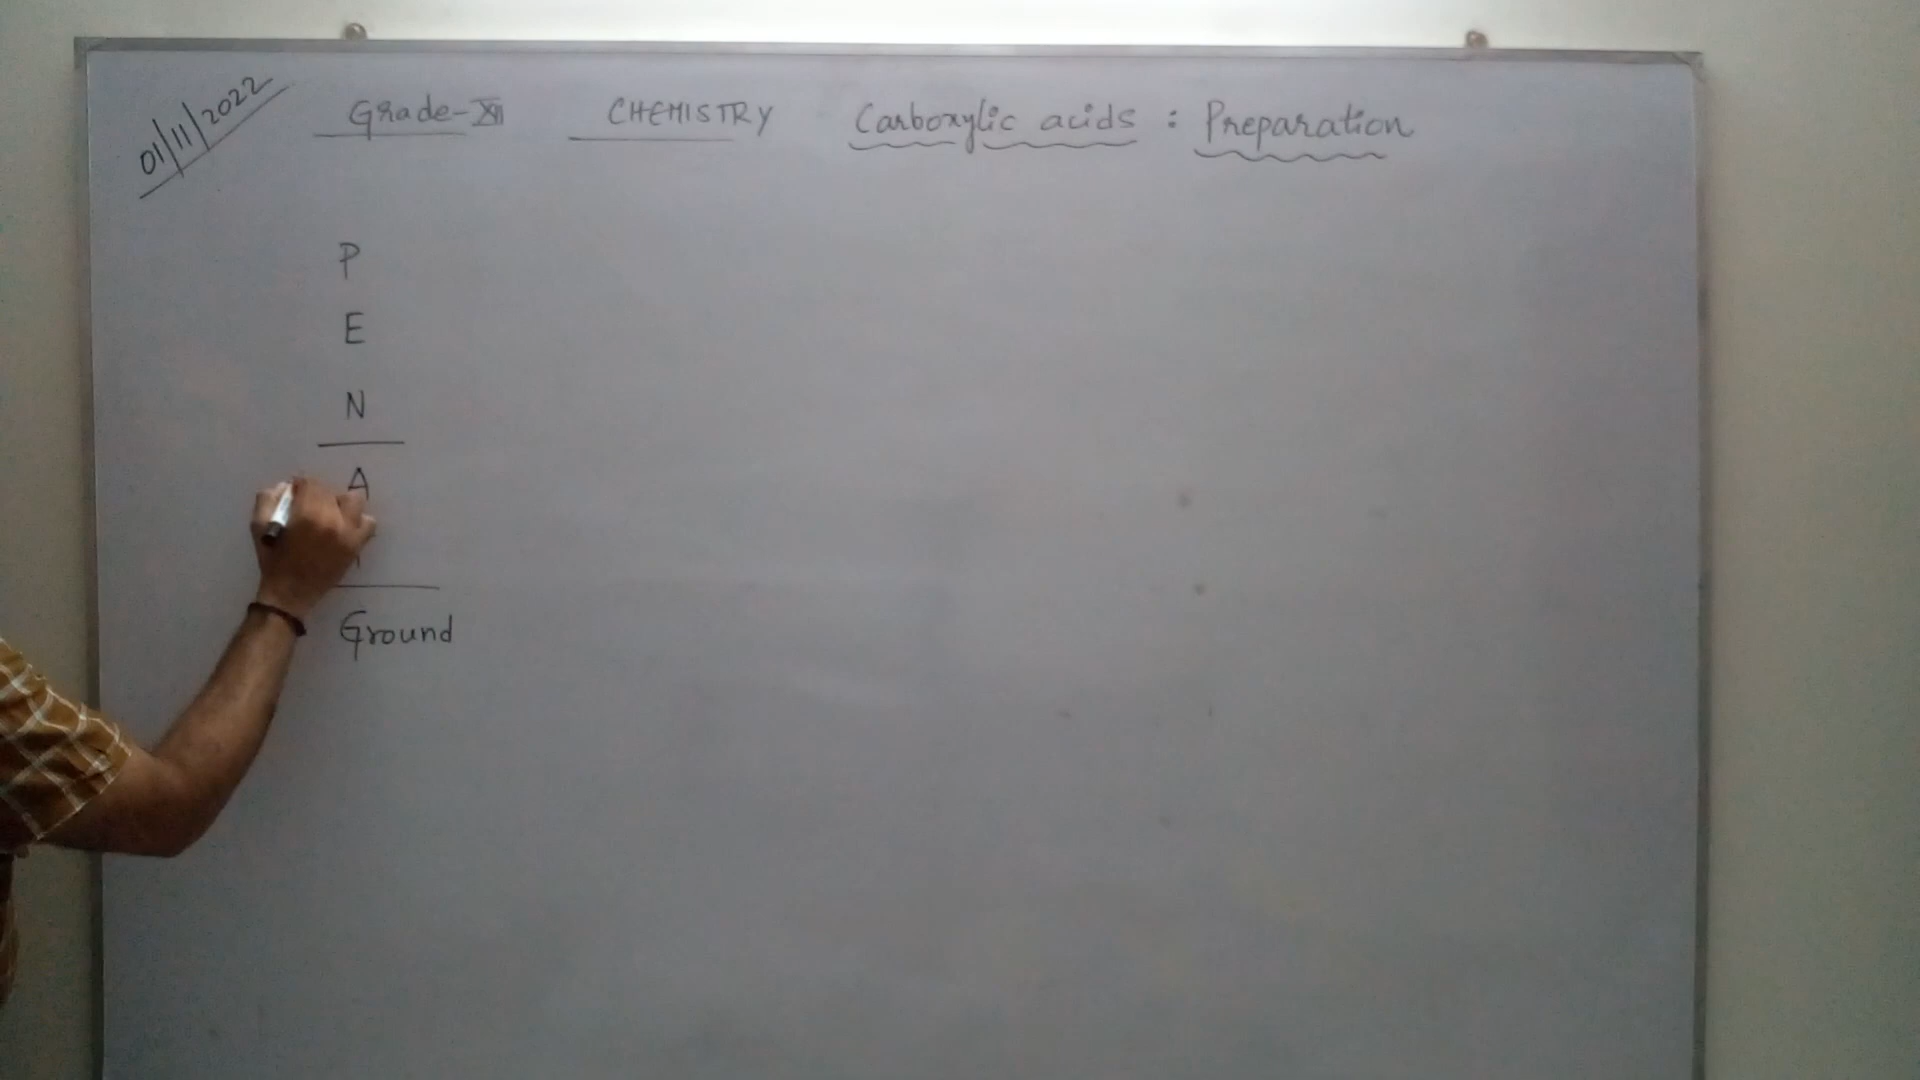 01/11/2022
Grade-XII CHEMISTRY Carboxylic acids : Preparation
P
E
N
A
Ground